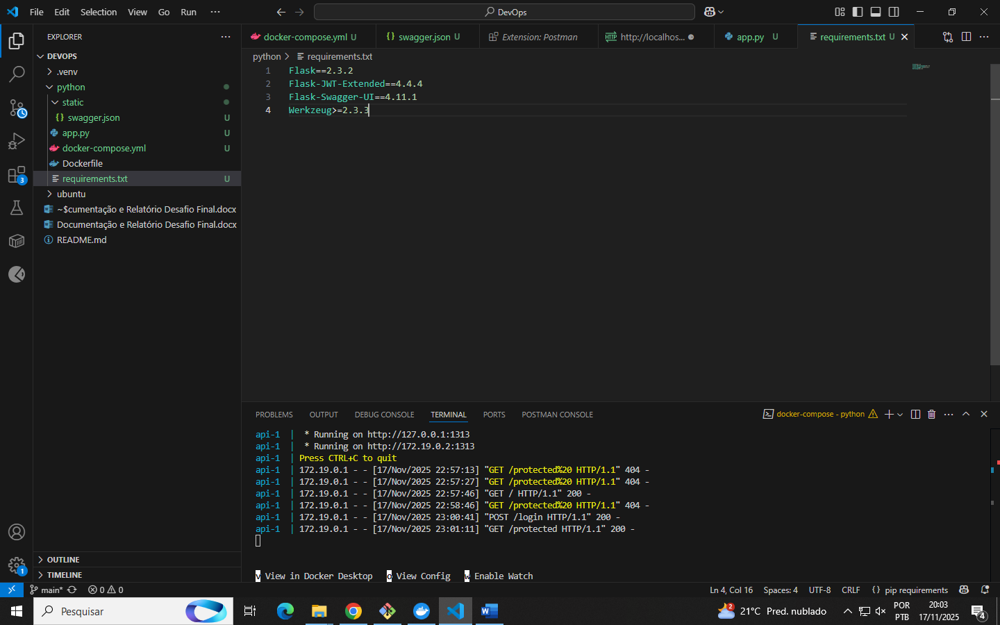 File Edit Selection View Go Run ··· DevOps
EXPLORER ···
DEVOPS
.venv
python
static
swagger.json U
app.py U
docker-compose.yml U
Dockerfile
requirements.txt U
ubuntu
~$cumentação e Relatório Desafio Final.docx
Documentação e Relatório Desafio Final.docx
README.md
OUTLINE
TIMELINE
3
1
docker-compose.yml U swagger.json U Extension: Postman HTTP http://localhos... app.py U requirements.txt U
python > requirements.txt
1 Flask==2.3.2
2 Flask-JWT-Extended==4.4.4
3 Flask-Swagger-UI==4.11.1
4 Werkzeug>=2.3.3
PROBLEMS OUTPUT DEBUG CONSOLE TERMINAL PORTS POSTMAN CONSOLE docker-compose - python
api-1 | * Running on http://127.0.0.1:1313
api-1 | * Running on http://172.19.0.2:1313
api-1 | Press CTRL+C to quit
api-1 | 172.19.0.1 - - [17/Nov/2025 22:57:13] "GET /protected%20 HTTP/1.1" 404 -
api-1 | 172.19.0.1 - - [17/Nov/2025 22:57:27] "GET /protected%20 HTTP/1.1" 404 -
api-1 | 172.19.0.1 - - [17/Nov/2025 22:57:46] "GET / HTTP/1.1" 200 -
api-1 | 172.19.0.1 - - [17/Nov/2025 22:58:46] "GET /protected%20 HTTP/1.1" 404 -
api-1 | 172.19.0.1 - - [17/Nov/2025 23:00:41] "POST /login HTTP/1.1" 200 -
api-1 | 172.19.0.1 - - [17/Nov/2025 23:01:11] "GET /protected HTTP/1.1" 200 -
v View in Docker Desktop o View Config w Enable Watch
main* 0 0 Ln 4, Col 16 Spaces: 4 UTF-8 CRLF {} pip requirements
Pesquisar 2 21°C Pred. nublado POR PTB 20:03 17/11/2025 4